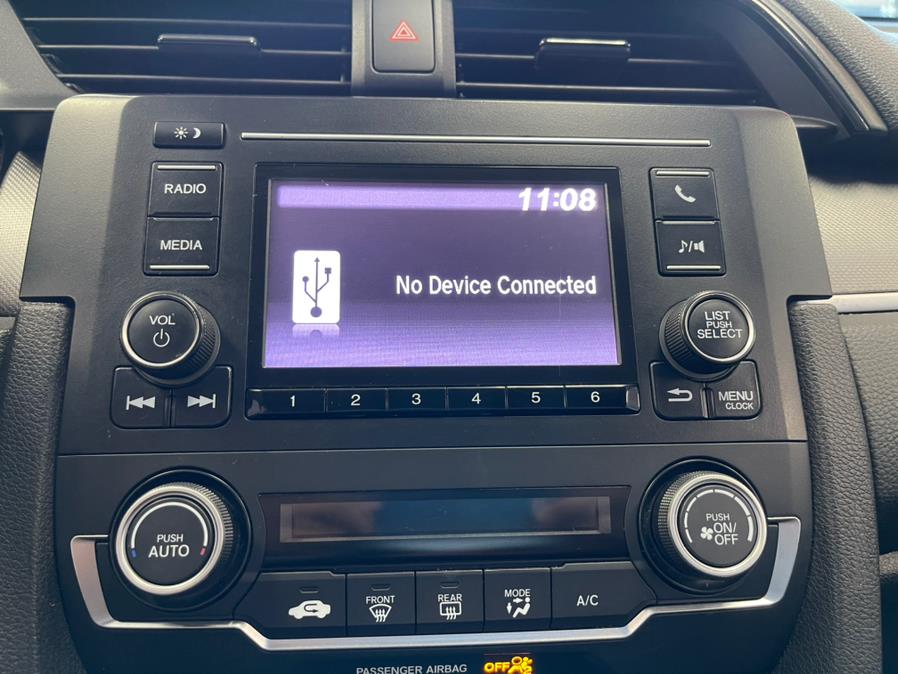 RADIO
MEDIA
11:08
No Device Connected
VOL
LIST
PUSH
SELECT
1 2 3 4 5 6
MENU
CLOCK
PUSH
AUTO
PUSH
ON/
OFF
FRONT
REAR
MODE
A/C
PASSENGER AIRBAG OFF